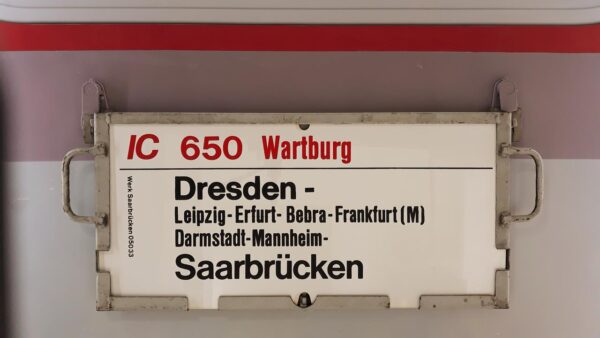 IC 650 Wartburg
Dresden -
Leipzig-Erfurt- Bebra-Frankfurt (M)
Darmstadt-Mannheim-
Saarbrücken
Werk Saarbrücken 05033